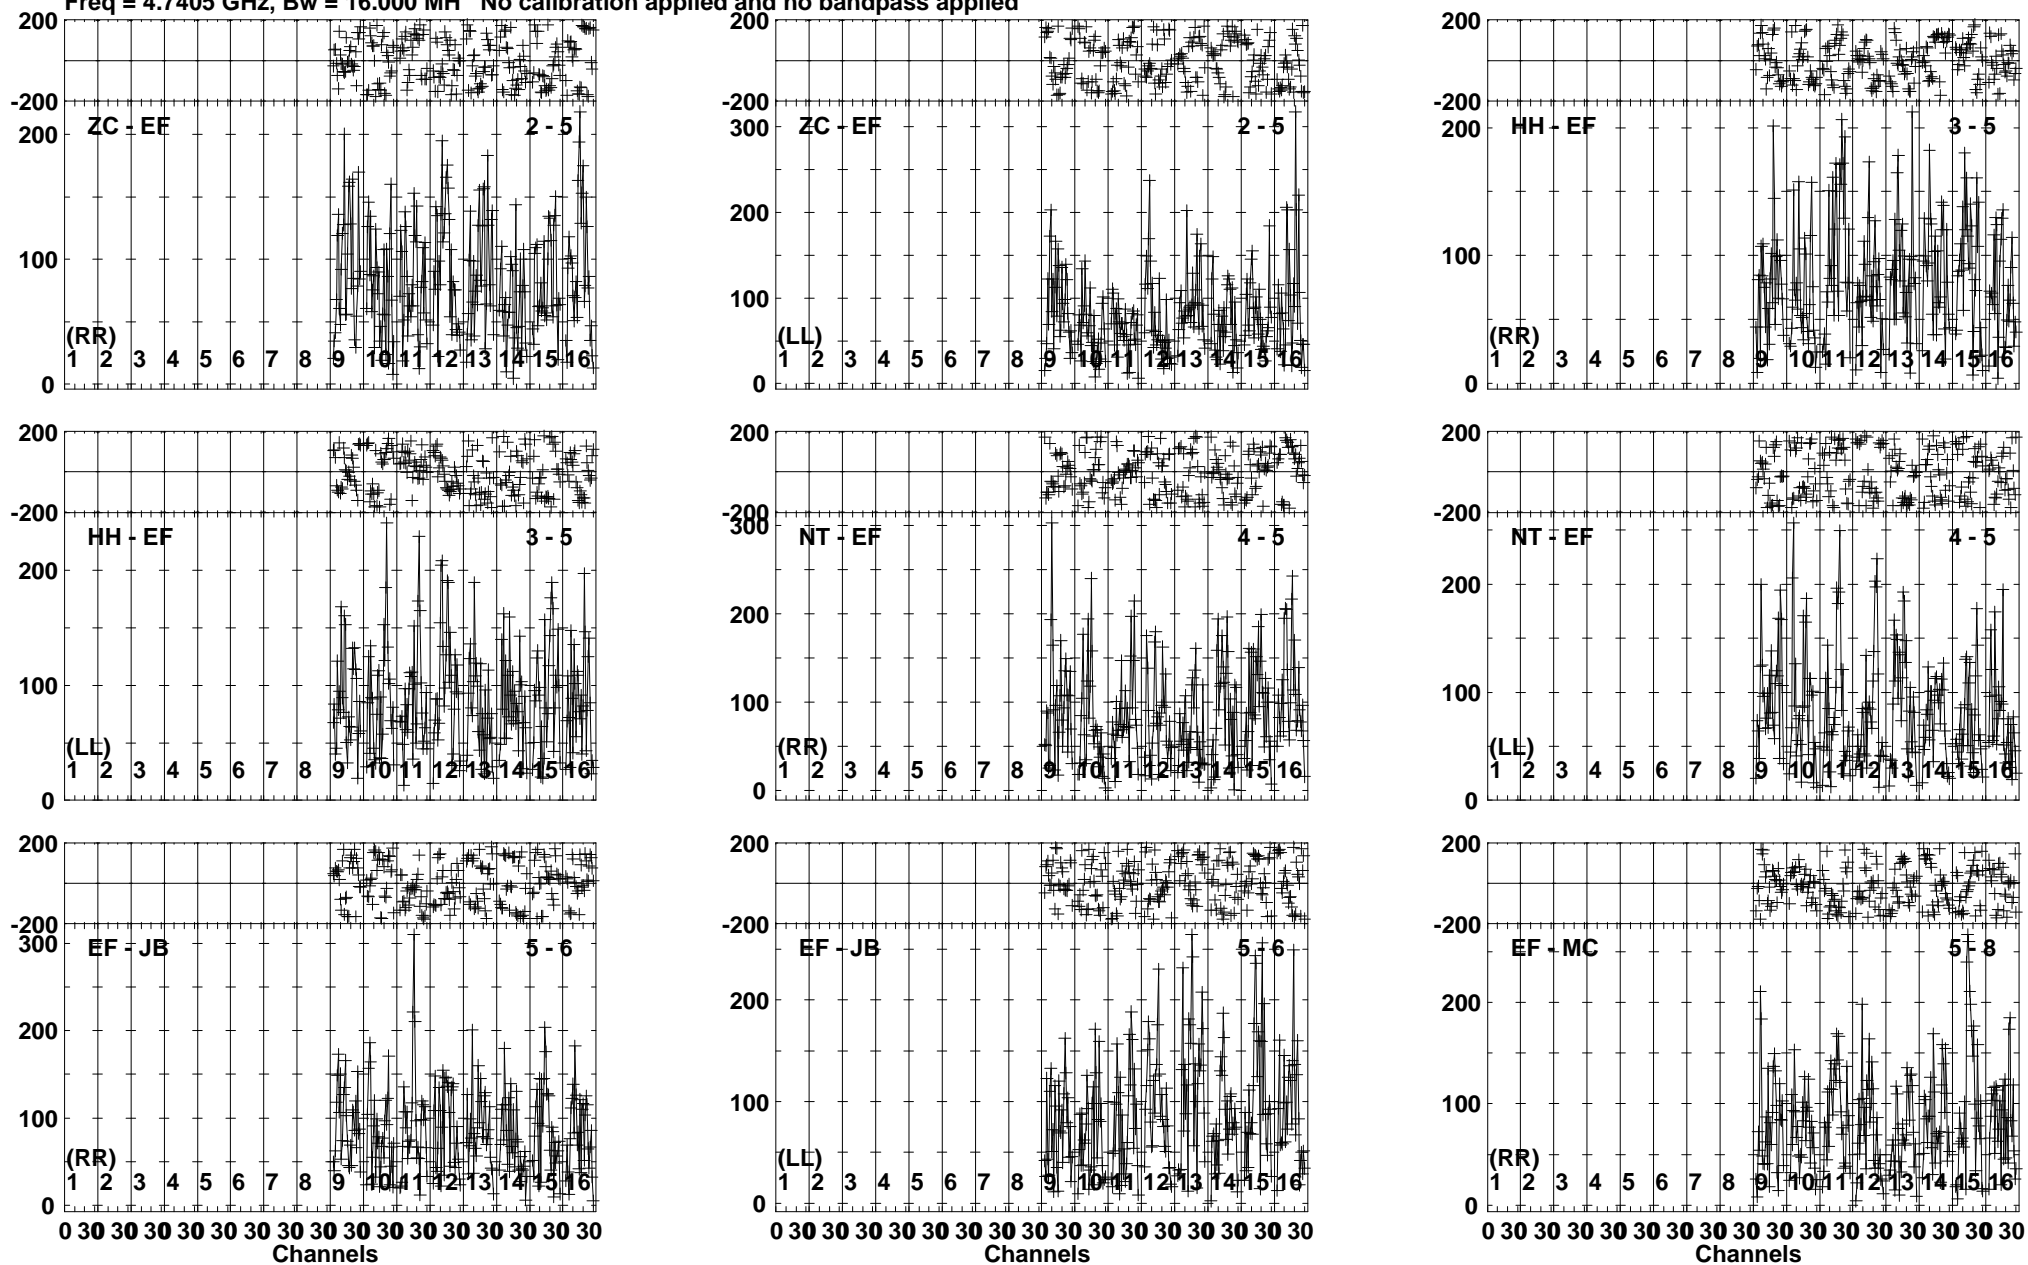 Freq = 4.7405 GHz, Bw = 16.000 MH No calibration applied and no bandpass applied
200 200 200
-200 -200 -200
ZC - EF 2 - 5 ZC - EF 2 - 5 HH - EF 3 - 5
200 300 200
100 200 100
100
(RR) (LL) (RR)
1 2 3 4 5 6 7 8 9 10 11 12 13 14 15 16 1 2 3 4 5 6 7 8 9 10 11 12 13 14 15 16 1 2 3 4 5 6 7 8 9 10 11 12 13 14 15 16
0 0 0
200 200 200
-200 -200 -200
HH - EF 3 - 5 NT - EF 4 - 5 NT - EF 4 - 5
200 300 200
100 200 100
100
(LL) (RR) (LL)
1 2 3 4 5 6 7 8 9 10 11 12 13 14 15 16 1 2 3 4 5 6 7 8 9 10 11 12 13 14 15 16 1 2 3 4 5 6 7 8 9 10 11 12 13 14 15 16
0 0 0
200 200 200
-200 -200 -200
EF - JB 5 - 6 EF - JB 5 - 6 EF - MC 5 - 8
300 200 200
200 100 100
100
(RR) (LL) (RR)
1 2 3 4 5 6 7 8 9 10 11 12 13 14 15 16 1 2 3 4 5 6 7 8 9 10 11 12 13 14 15 16 1 2 3 4 5 6 7 8 9 10 11 12 13 14 15 16
0 0 0
0 30 30 30 30 30 30 30 30 30 30 30 30 30 30 30 30 0 30 30 30 30 30 30 30 30 30 30 30 30 30 30 30 30 0 30 30 30 30 30 30 30 30 30 30 30 30 30 30 30 30
Channels Channels Channels